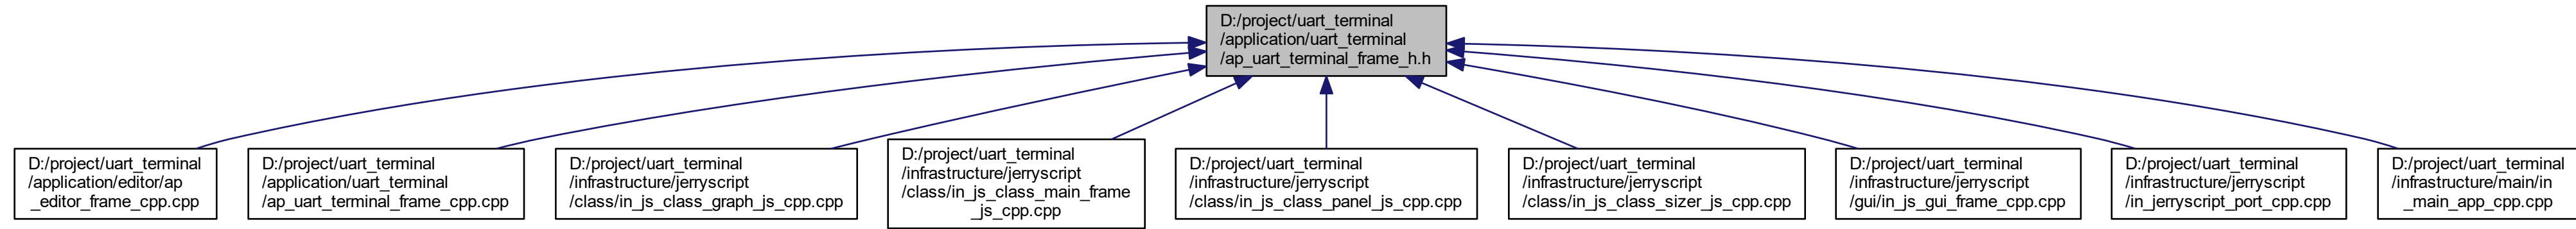 D:/project/uart_terminal
/application/uart_terminal
/ap_uart_terminal_frame_h.h
D:/project/uart_terminal
/application/editor/ap
_editor_frame_cpp.cpp
D:/project/uart_terminal
/application/uart_terminal
/ap_uart_terminal_frame_cpp.cpp
D:/project/uart_terminal
/infrastructure/jerryscript
/class/in_js_class_graph_js_cpp.cpp
D:/project/uart_terminal
/infrastructure/jerryscript
/class/in_js_class_main_frame
_js_cpp.cpp
D:/project/uart_terminal
/infrastructure/jerryscript
/class/in_js_class_panel_js_cpp.cpp
D:/project/uart_terminal
/infrastructure/jerryscript
/class/in_js_class_sizer_js_cpp.cpp
D:/project/uart_terminal
/infrastructure/jerryscript
/gui/in_js_gui_frame_cpp.cpp
D:/project/uart_terminal
/infrastructure/jerryscript
/in_jerryscript_port_cpp.cpp
D:/project/uart_terminal
/infrastructure/main/in
_main_app_cpp.cpp